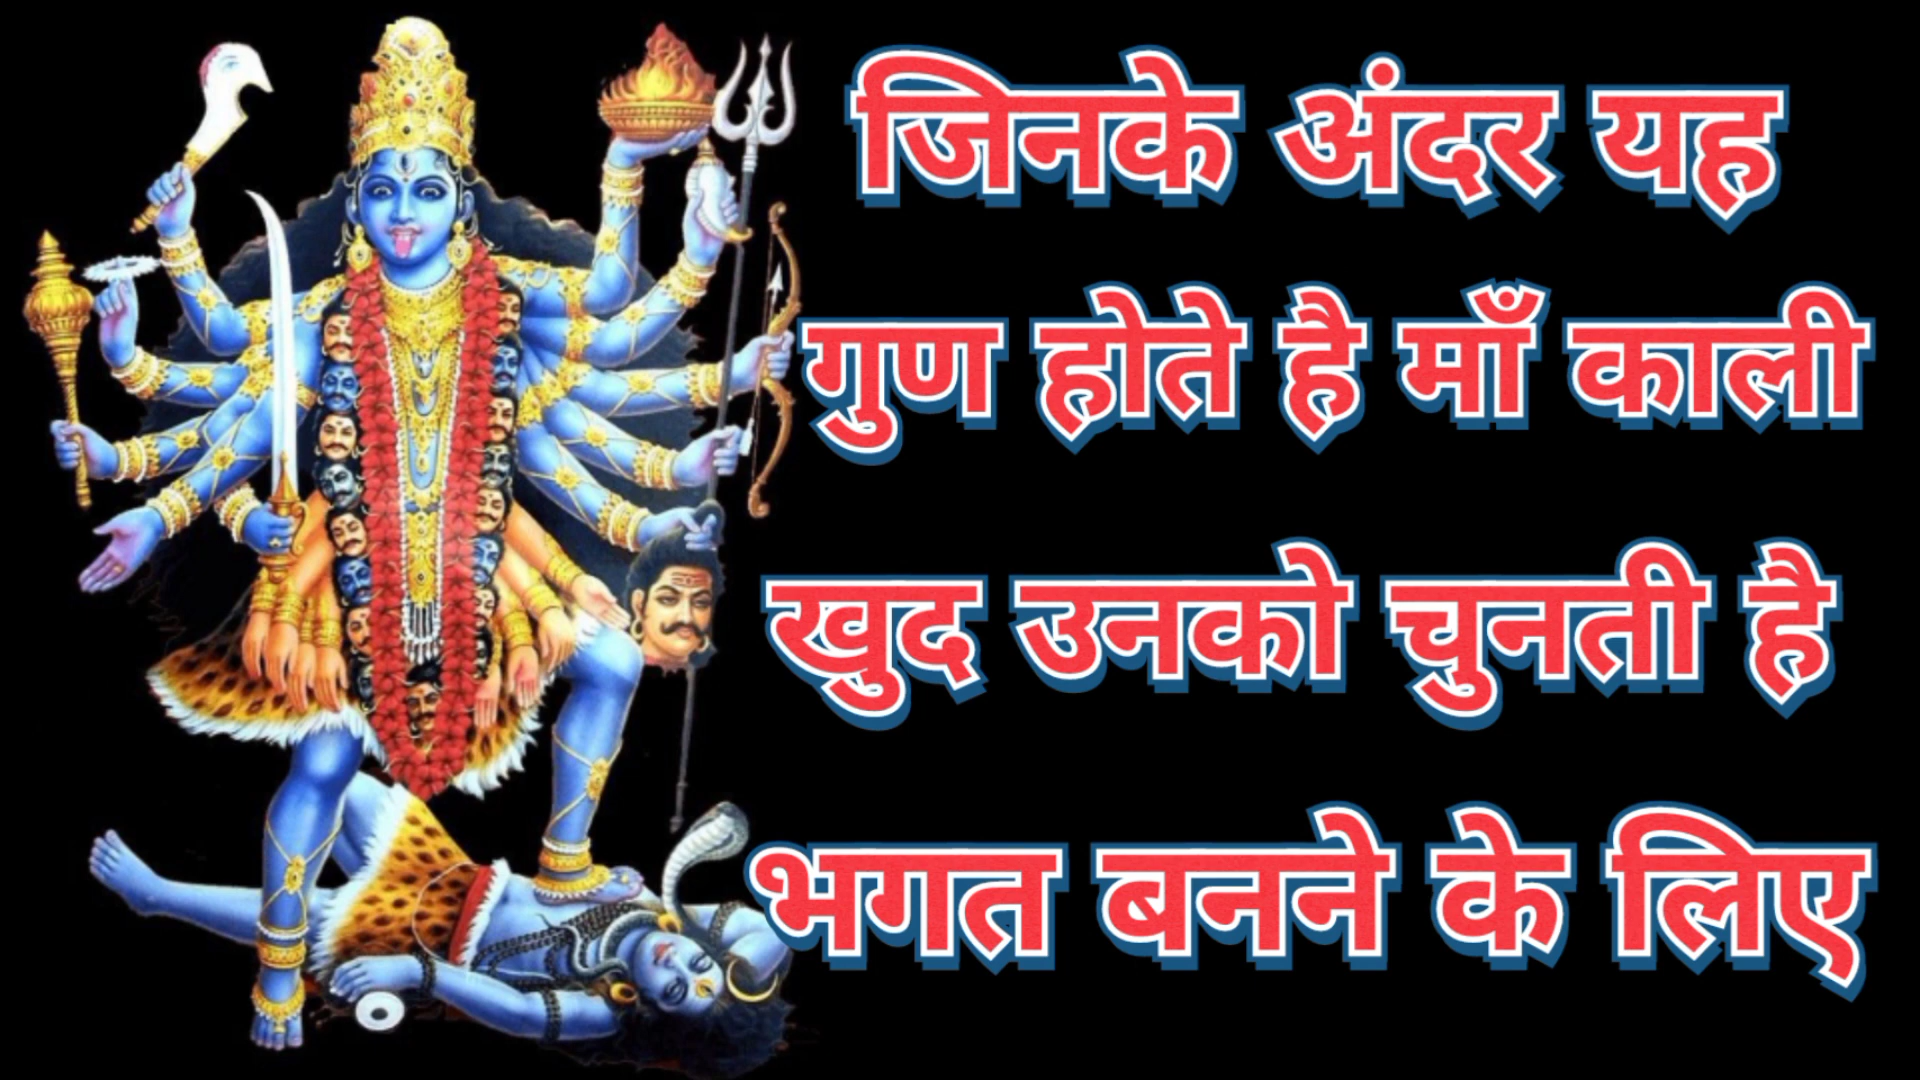 जिनके अंदर यह
गुण होते है माँ काली
खुद उनको चुनती है
भगत बनने के लिए